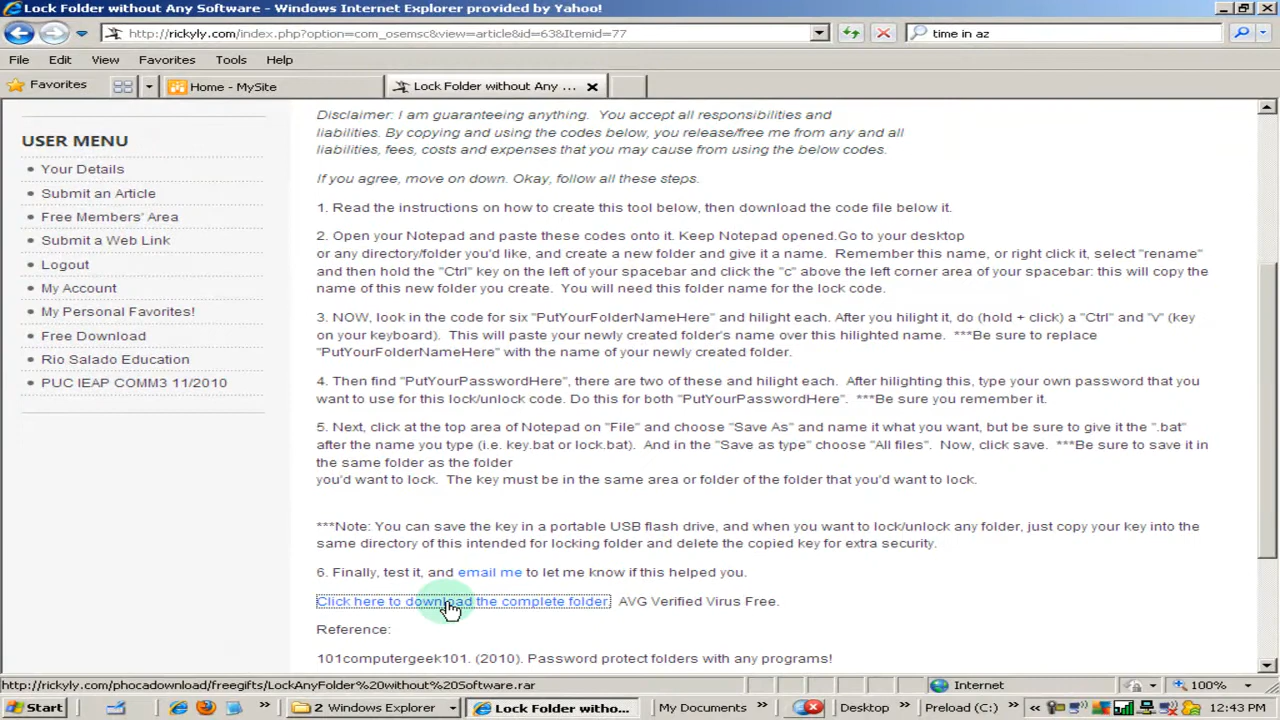 Lock Folder without Any Software - Windows Internet Explorer provided by Yahoo!
http://rickyly.com/index.php?option=com_osemsc&view=article&id=63&Itemid=77
time in az
File Edit View Favorites Tools Help
Favorites
Home - MySite
Lock Folder without Any ...
USER MENU
Your Details
Submit an Article
Free Members' Area
Submit a Web Link
Logout
My Account
My Personal Favorites!
Free Download
Rio Salado Education
PUC IEAP COMM3 11/2010
Disclaimer: I am guaranteeing anything. You accept all responsibilities and
liabilities. By copying and using the codes below, you release/free me from any and all
liabilities, fees, costs and expenses that you may cause from using the below codes.
If you agree, move on down. Okay, follow all these steps.
1. Read the instructions on how to create this tool below, then download the code file below it.
2. Open your Notepad and paste these codes onto it. Keep Notepad opened.Go to your desktop
or any directory/folder you'd like, and create a new folder and give it a name. Remember this name, or right click it, select "rename"
and then hold the "Ctrl" key on the left of your spacebar and click the "c" above the left corner area of your spacebar: this will copy the
name of this new folder you create. You will need this folder name for the lock code.
3. NOW, look in the code for six "PutYourFolderNameHere" and hilight each. After you hilight it, do (hold + click) a "Ctrl" and "v" (key
on your keyboard). This will paste your newly created folder's name over this hilighted name. ***Be sure to replace
"PutYourFolderNameHere" with the name of your newly created folder.
4. Then find "PutYourPasswordHere", there are two of these and hilight each. After hilighting this, type your own password that you
want to use for this lock/unlock code. Do this for both "PutYourPasswordHere". ***Be sure you remember it.
5. Next, click at the top area of Notepad on "File" and choose "Save As" and name it what you want, but be sure to give it the ".bat"
after the name you type (i.e. key.bat or lock.bat). And in the "Save as type" choose "All files". Now, click save. ***Be sure to save it in
the same folder as the folder
you'd want to lock. The key must be in the same area or folder of the folder that you'd want to lock.
***Note: You can save the key in a portable USB flash drive, and when you want to lock/unlock any folder, just copy your key into the
same directory of this intended for locking folder and delete the copied key for extra security.
6. Finally, test it, and email me to let me know if this helped you.
Click here to download the complete folder! AVG Verified Virus Free.
Reference:
101computergeek101. (2010). Password protect folders with any programs!
http://rickyly.com/phocadownload/freegifts/LockAnyFolder%20without%20Software.rar
Internet
100%
Start
2 Windows Explorer
Lock Folder witho...
My Documents
Desktop
Preload (C:)
12:43 PM